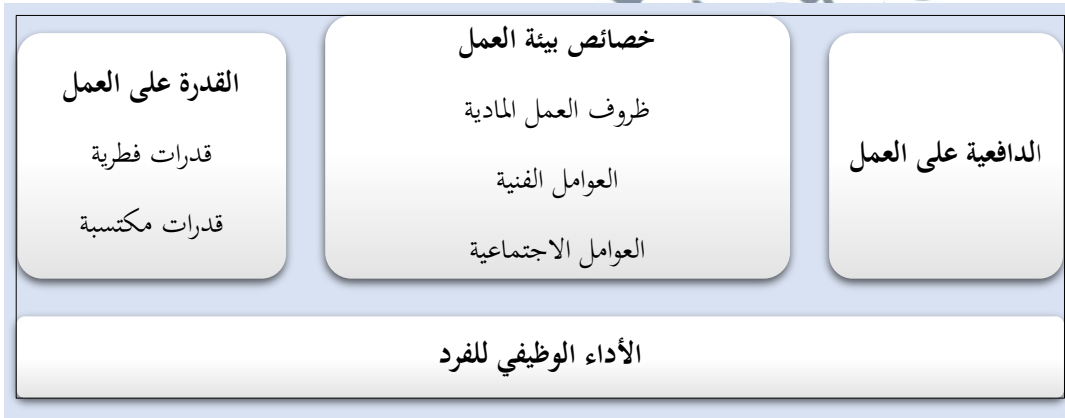 الدافعية على العمل
خصائص بيئة العمل
ظروف العمل المادية
العوامل الفنية
العوامل الاجتماعية
القدرة على العمل
قدرات فطرية
قدرات مكتسبة
الأداء الوظيفي للفرد